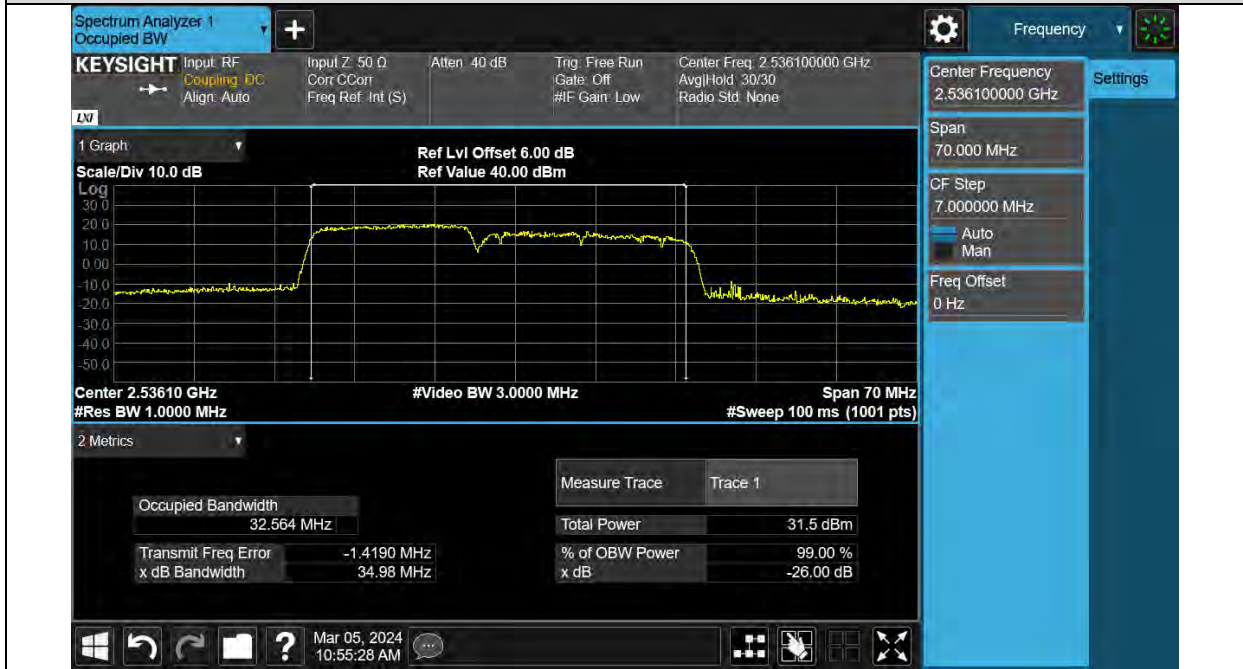 Spectrum Analyzer 1
Occupied BW
+
Frequency
KEYSIGHT
Input: RF
Coupling: DC
Align: Auto
Input Z: 50 Ω
Corr CCorr
Freq Ref: Int (S)
Atten: 40 dB
Trig: Free Run
Gate: Off
#IF Gain: Low
Center Freq: 2.536100000 GHz
Avg|Hold: 30/30
Radio Std: None
LXI
Center Frequency
2.536100000 GHz
Settings
Span
70.000 MHz
CF Step
7.000000 MHz
Auto
Man
Freq Offset
0 Hz
1 Graph
Scale/Div 10.0 dB
Ref Lvl Offset 6.00 dB
Ref Value 40.00 dBm
Log
30.0
20.0
10.0
0.00
-10.0
-20.0
-30.0
-40.0
-50.0
Center 2.53610 GHz
#Res BW 1.0000 MHz
#Video BW 3.0000 MHz
Span 70 MHz
#Sweep 100 ms (1001 pts)
2 Metrics
Measure Trace Trace 1
Occupied Bandwidth
32.564 MHz
Total Power 31.5 dBm
Transmit Freq Error -1.4190 MHz
% of OBW Power 99.00 %
x dB Bandwidth 34.98 MHz
x dB -26.00 dB
?
Mar 05, 2024
10:55:28 AM